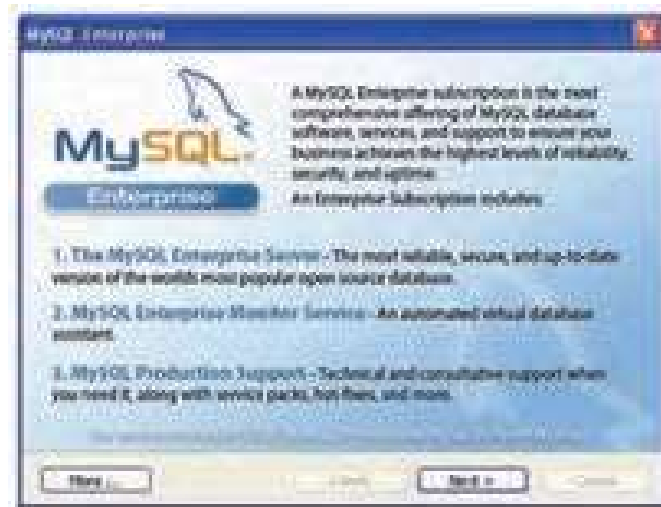 MySQL Enterprise
A MySQL Enterprise subscription is the most
comprehensive offering of MySQL database
software, services, and support to ensure your
business achieves the highest levels of reliability,
security, and uptime.
An Enterprise Subscription includes:
MySQL
Enterprise
1. The MySQL Enterprise Server - The most reliable, secure, and up-to-date
version of the worlds most popular open source database.
2. MySQL Enterprise Monitor Service - An automated virtual database
assistant.
3. MySQL Production Support - Technical and consultative support when
you need it, along with service packs, hot-fixes, and more.
More ...
Next >